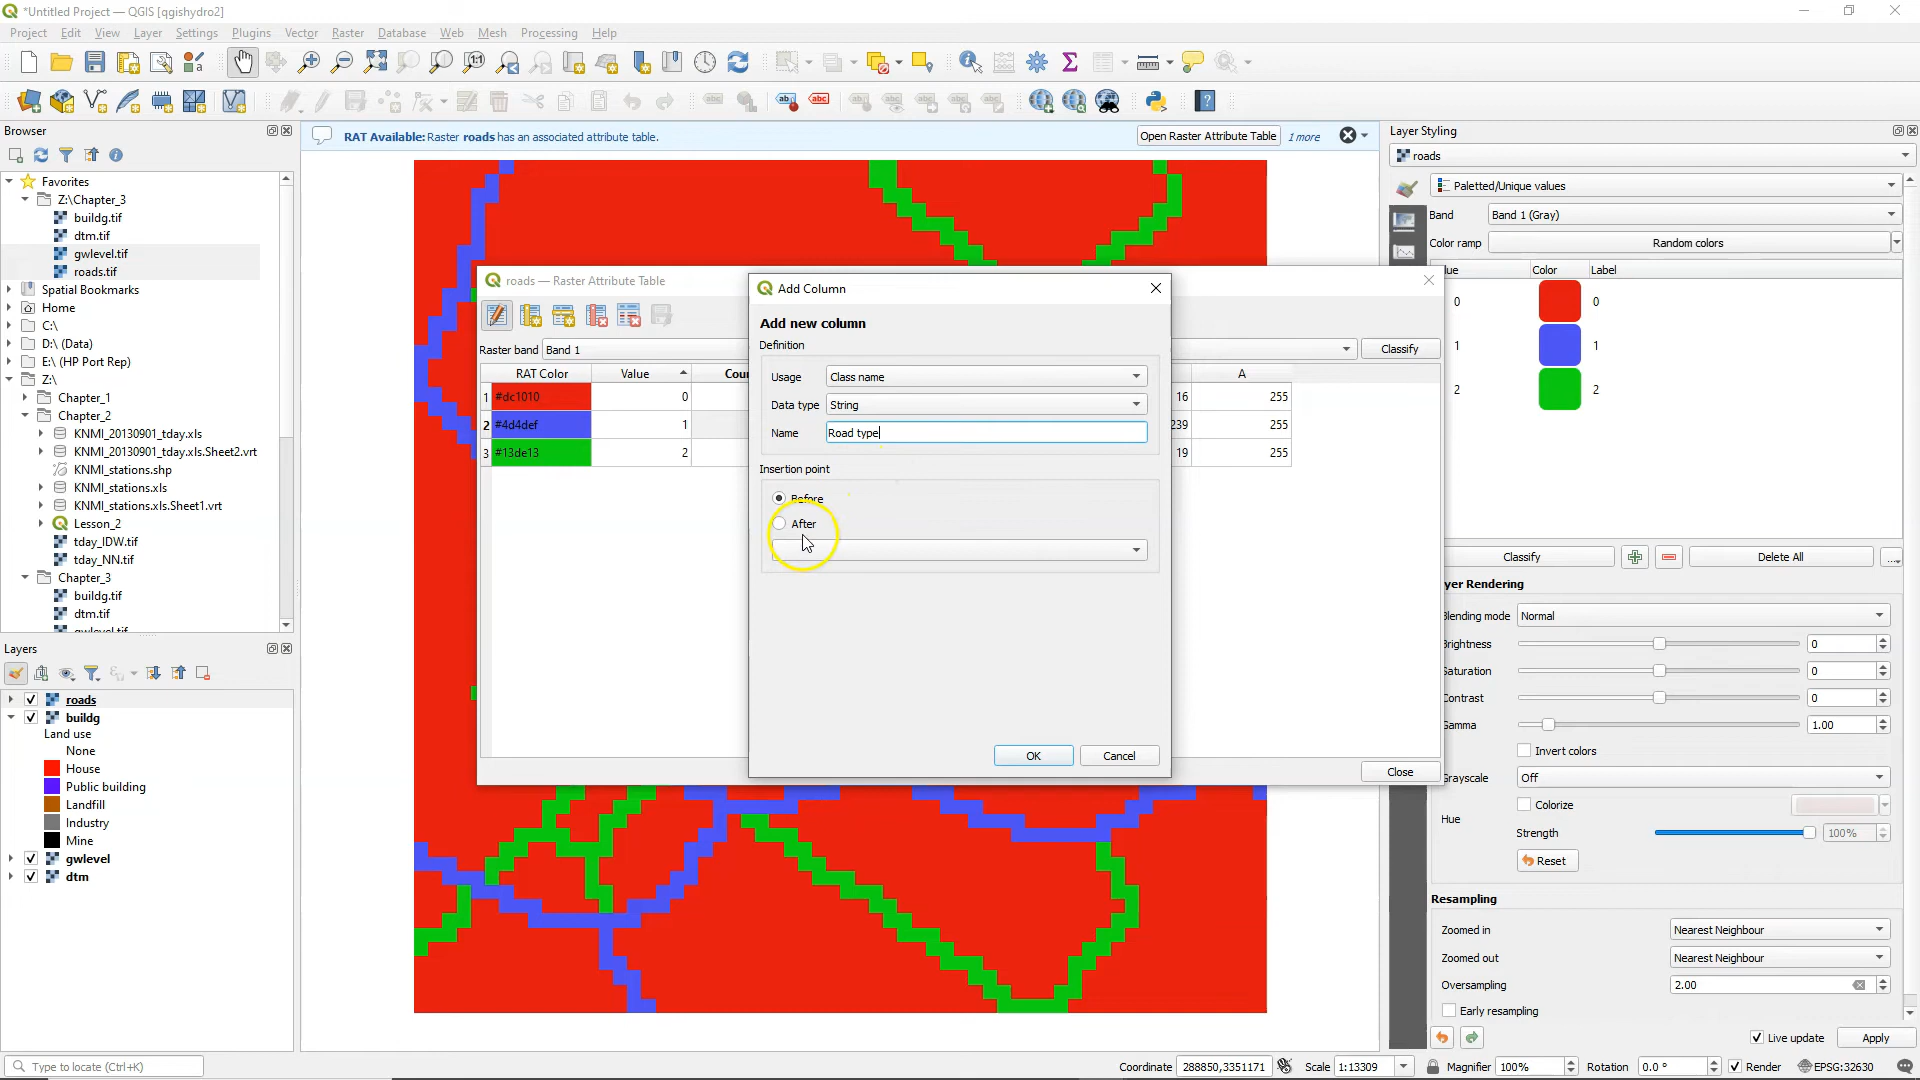 *Untitled Project — QGIS [qgishydro2]
Project Edit View Layer Settings Plugins Vector Raster Database Web Mesh Processing Help
Browser
RAT Available: Raster roads has an associated attribute table.
Open Raster Attribute Table
1 more
Favorites
Z:\Chapter_3
buildg.tif
dtm.tif
gwlevel.tif
roads.tif
Spatial Bookmarks
Home
C:\
D:\ (Data)
E:\ (HP Port Rep)
Z:\
Chapter_1
Chapter_2
KNMI_20130901_tday.xls
KNMI_20130901_tday.xls.Sheet2.vrt
KNMI_stations.shp
KNMI_stations.xls
KNMI_stations.xls.Sheet1.vrt
Lesson_2
tday_IDW.tif
tday_NN.tif
Chapter_3
buildg.tif
dtm.tif
gwlevel.tif
Layers
roads
buildg
Land use
None
House
Public building
Landfill
Industry
Mine
gwlevel
dtm
roads — Raster Attribute Table
Raster band Band 1
Classify
RAT Color Value Cou A
1 #dc1010 0 16 255
2 #4d4def 1 239 255
3 #13de13 2 19 255
Close
Add Column
Add new column
Definition
Usage Class name
Data type String
Name Road type
Insertion point
Before
After
OK Cancel
Layer Styling
roads
Paletted/Unique values
Band Band 1 (Gray)
Color ramp Random colors
lue Color Label
0 0
1 1
2 2
Classify Delete All ...
yer Rendering
Blending mode Normal
Brightness 0
Saturation 0
Contrast 0
Gamma 1.00
Invert colors
Grayscale Off
Hue
Colorize
Strength 100%
Reset
Resampling
Zoomed in Nearest Neighbour
Zoomed out Nearest Neighbour
Oversampling 2.00
Early resampling
Live update Apply
Type to locate (Ctrl+K)
Coordinate 288850,3351171 Scale 1:13309 Magnifier 100% Rotation 0.0 ° Render EPSG:32630